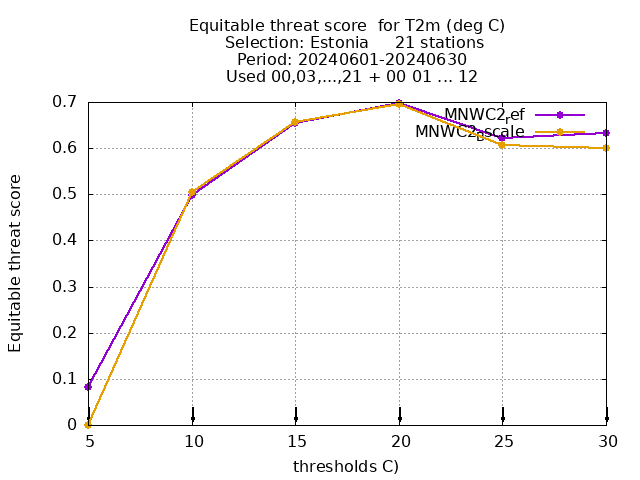 Equitable threat score  for T2m (deg C)
Selection: Estonia     21 stations
Period: 20240601-20240630
Used 00,03,...,21 + 00 01 ... 12
MNWC2ref
MNWC2pscale
Equitable threat score
0.7
0.6
0.5
0.4
0.3
0.2
0.1
0
5 10 15 20 25 30
thresholds C)